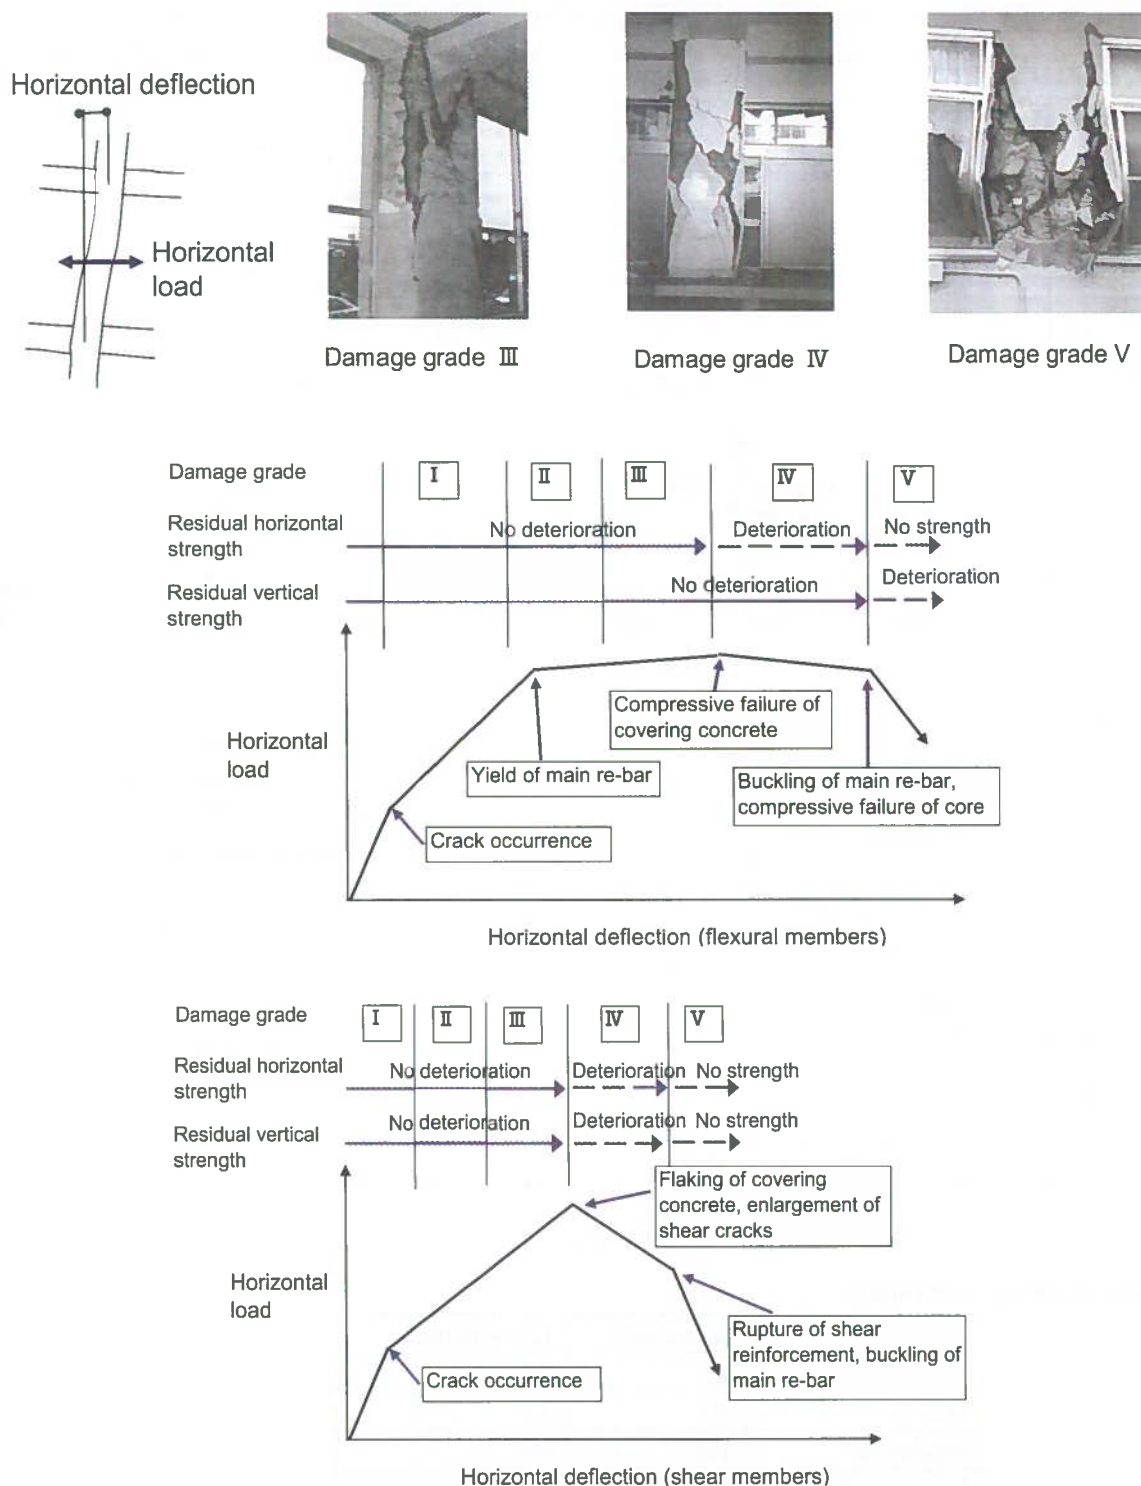 Horizontal deflection
Horizontal
load
Damage grade Ⅲ
Damage grade Ⅳ
Damage grade V
Damage grade
Ⅰ
Ⅱ
Ⅲ
Ⅳ
V
Residual horizontal
strength
No deterioration
Deterioration
No strength
Residual vertical
strength
No deterioration
Deterioration
Horizontal
load
Compressive failure of
covering concrete
Yield of main re-bar
Buckling of main re-bar,
compressive failure of core
Crack occurrence
Horizontal deflection (flexural members)
Damage grade
Ⅰ
Ⅱ
Ⅲ
Ⅳ
V
Residual horizontal
strength
No deterioration
Deterioration
No strength
Residual vertical
strength
No deterioration
Deterioration
No strength
Flaking of covering
concrete, enlargement of
shear cracks
Horizontal
load
Rupture of shear
reinforcement, buckling of
main re-bar
Crack occurrence
Horizontal deflection (shear members)